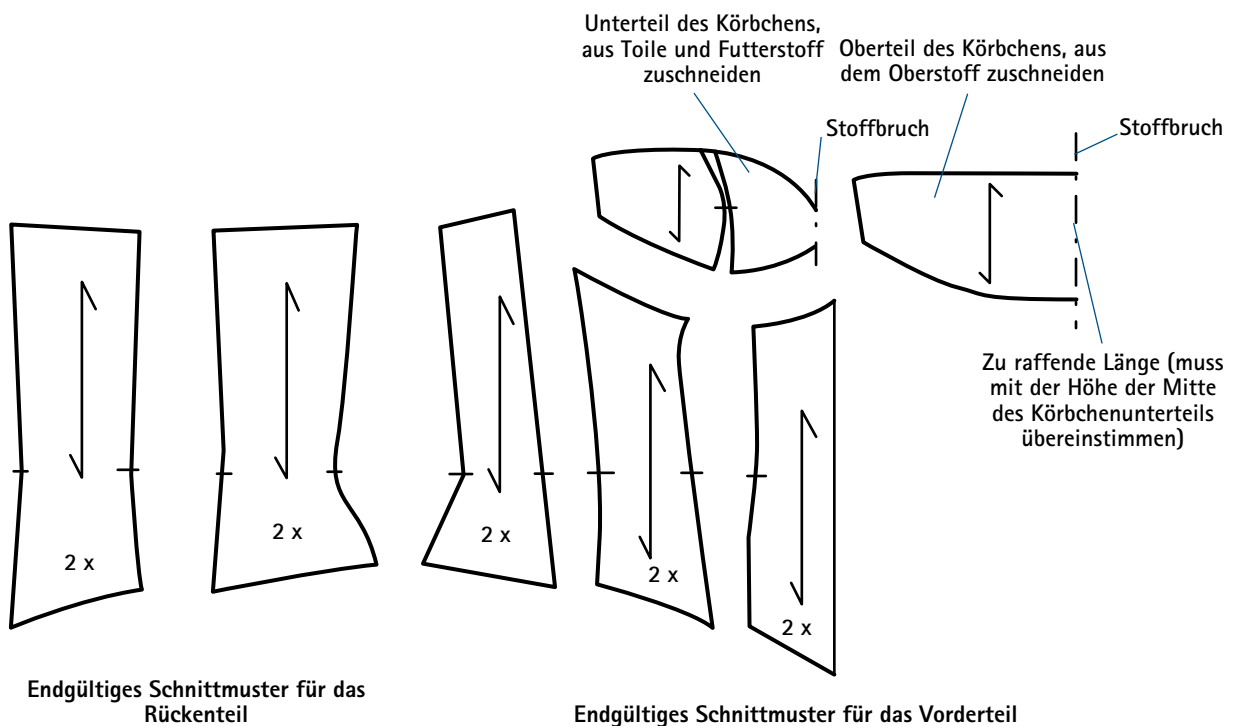 Unterteil des Körbchens,
aus Toile und Futterstoff
zuschneiden
Oberteil des Körbchens, aus
dem Oberstoff zuschneiden
Stoffbruch
Stoffbruch
Zu raffende Länge (muss
mit der Höhe der Mitte
des Körbchenunterteils
übereinstimmen)
2 x
2 x
2 x
2 x
2 x
Endgültiges Schnittmuster für das
Rückenteil
Endgültiges Schnittmuster für das Vorderteil